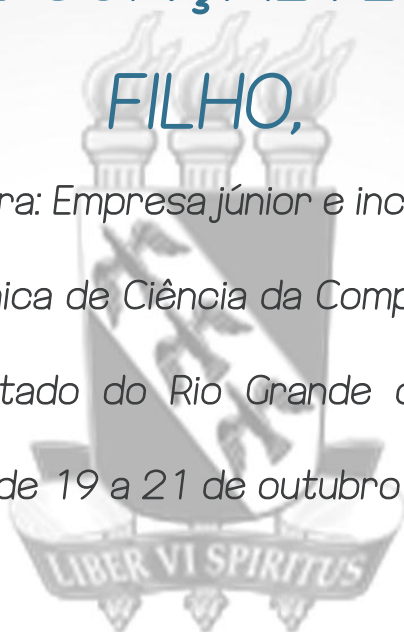 FILHO,
ra: Empresa júnior e inc
ica de Ciência da Comp
tado do Rio Grande
de 19 a 21 de outubro
LIBER VI SPIRITUS